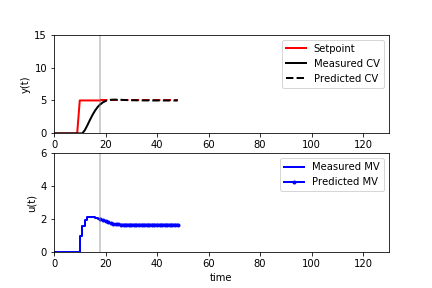 15
10
5
0
y(t)
Setpoint
Measured CV
Predicted CV
0 20 40 60 80 100 120
6
4
2
0
u(t)
Measured MV
Predicted MV
0 20 40 60 80 100 120
time